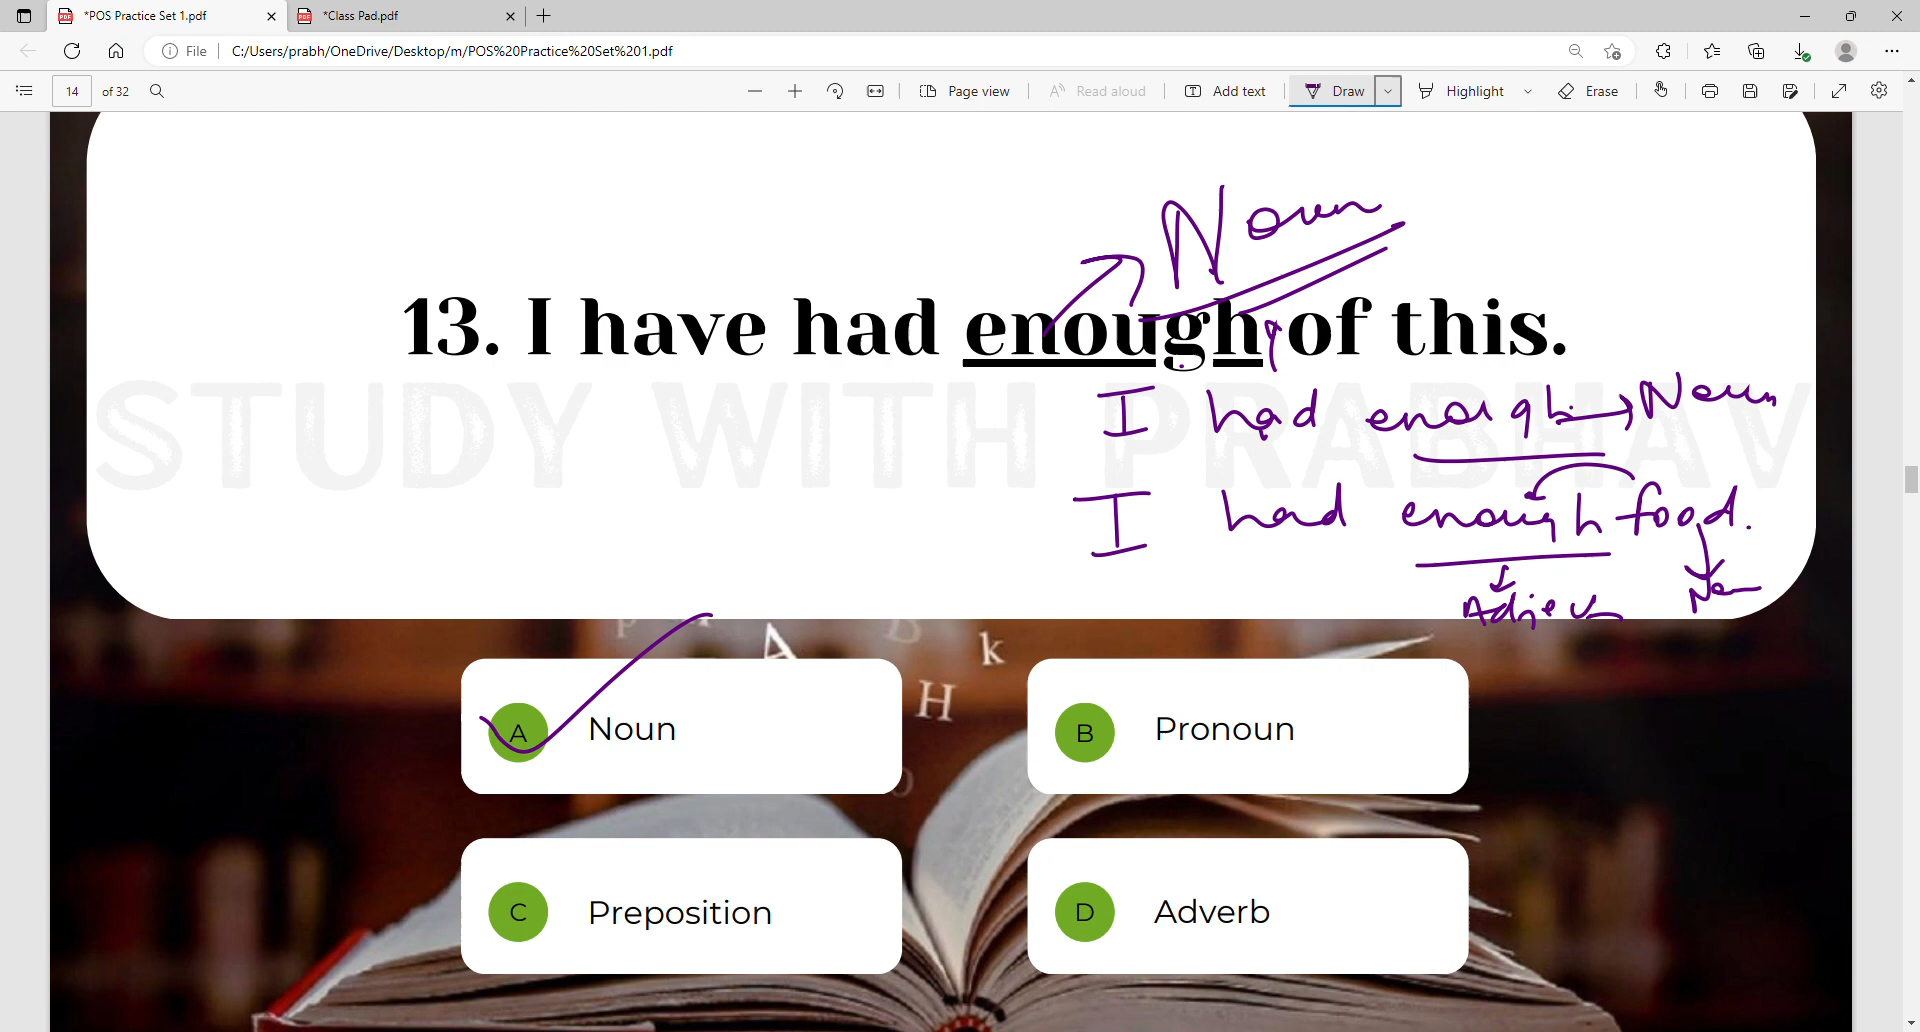 *POS Practice Set 1.pdf
*Class Pad.pdf
File C:/Users/prabh/OneDrive/Desktop/m/POS%20Practice%20Set%201.pdf
14 of 32 Page view Read aloud Add text Draw Highlight Erase
Noun
13. I have had enough of this.
STUDY WITH PRABHAV
I had enough → Noun
I had enough food.
A B k
H
A Noun
B Pronoun
C Preposition
D Adverb